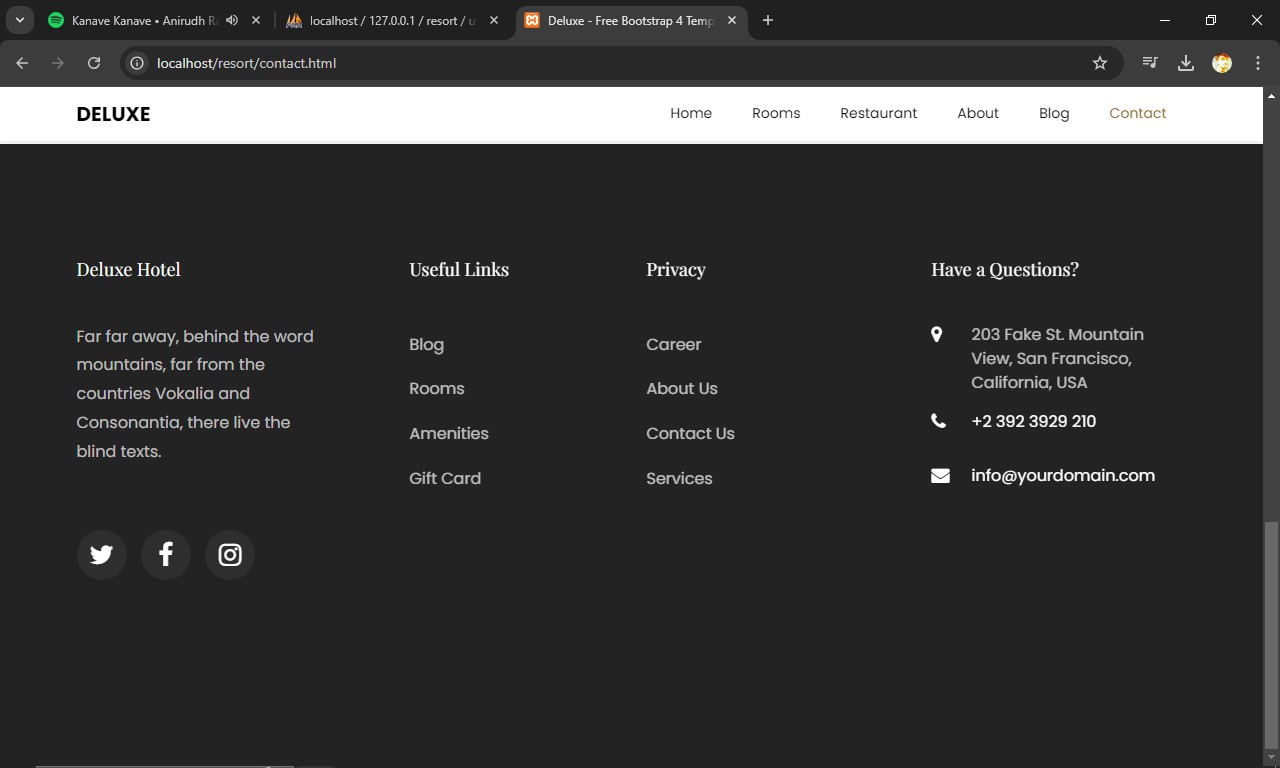 Kanave Kanave • Anirudh Ra
localhost / 127.0.0.1 / resort / u
Deluxe - Free Bootstrap 4 Temp
localhost/resort/contact.html
DELUXE
Home
Rooms
Restaurant
About
Blog
Contact
Deluxe Hotel
Far far away, behind the word
mountains, far from the
countries Vokalia and
Consonantia, there live the
blind texts.
Useful Links
Blog
Rooms
Amenities
Gift Card
Privacy
Career
About Us
Contact Us
Services
Have a Questions?
203 Fake St. Mountain
View, San Francisco,
California, USA
+2 392 3929 210
info@yourdomain.com